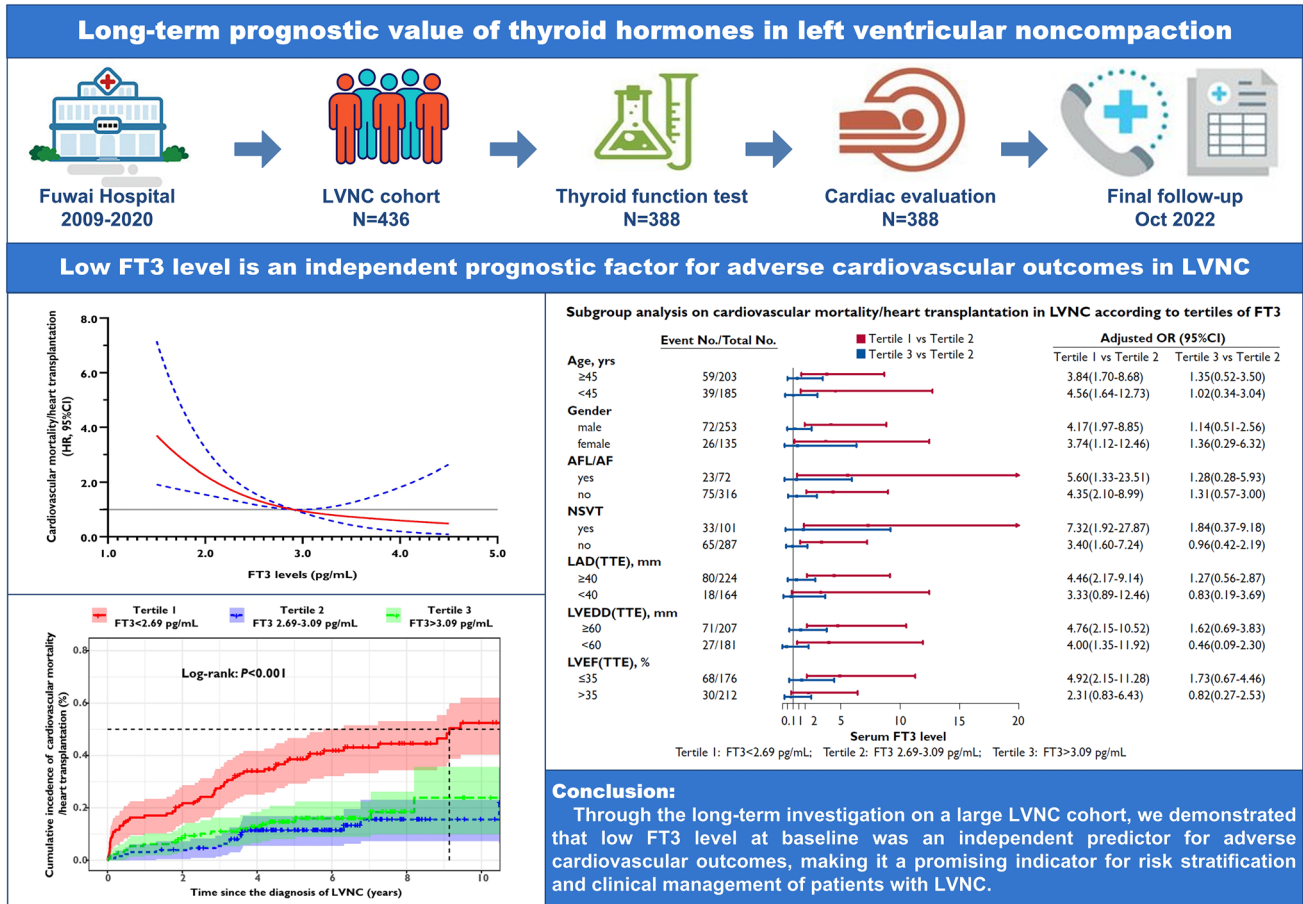 Long-term prognostic value of thyroid hormones in left ventricular noncompaction
Fuwai Hospital
2009-2020
LVNC cohort
N=436
Thyroid function test
N=388
Cardiac evaluation
N=388
Final follow-up
Oct 2022
Low FT3 level is an independent prognostic factor for adverse cardiovascular outcomes in LVNC
Cardiovascular mortality/heart transplantation
(HR, 95%CI)
8.0
6.0
4.0
2.0
0.0
1.0 2.0 3.0 4.0 5.0
FT3 levels (pg/mL)
Tertile 1
FT3<2.69 pg/mL
Tertile 2
FT3 2.69-3.09 pg/mL
Tertile 3
FT3>3.09 pg/mL
Cumulative incedence of cardiovascular mortality
/heart transplantation (%)
Log-rank: P<0.001
0.8
0.6
0.4
0.2
0.0
0 2 4 6 8 10
Time since the diagnosis of LVNC (years)
Subgroup analysis on cardiovascular mortality/heart transplantation in LVNC according to tertiles of FT3
Event No./Total No.
Tertile 1 vs Tertile 2
Tertile 3 vs Tertile 2
Adjusted OR (95%CI)
Tertile 1 vs Tertile 2 Tertile 3 vs Tertile 2
Age, yrs
≥45 59/203 3.84(1.70-8.68) 1.35(0.52-3.50)
<45 39/185 4.56(1.64-12.73) 1.02(0.34-3.04)
Gender
male 72/253 4.17(1.97-8.85) 1.14(0.51-2.56)
female 26/135 3.74(1.12-12.46) 1.36(0.29-6.32)
AFL/AF
yes 23/72 5.60(1.33-23.51) 1.28(0.28-5.93)
no 75/316 4.35(2.10-8.99) 1.31(0.57-3.00)
NSVT
yes 33/101 7.32(1.92-27.87) 1.84(0.37-9.18)
no 65/287 3.40(1.60-7.24) 0.96(0.42-2.19)
LAD(TTE), mm
≥40 80/224 4.46(2.17-9.14) 1.27(0.56-2.87)
<40 18/164 3.33(0.89-12.46) 0.83(0.19-3.69)
LVEDD(TTE), mm
≥60 71/207 4.76(2.15-10.52) 1.62(0.69-3.83)
<60 27/181 4.00(1.35-11.92) 0.46(0.09-2.30)
LVEF(TTE), %
≤35 68/176 4.92(2.15-11.28) 1.73(0.67-4.46)
>35 30/212 2.31(0.83-6.43) 0.82(0.27-2.53)
0.1 1 2 5 10 15 20
Serum FT3 level
Tertile 1: FT3<2.69 pg/mL; Tertile 2: FT3 2.69-3.09 pg/mL; Tertile 3: FT3>3.09 pg/mL
Conclusion:
Through the long-term investigation on a large LVNC cohort, we demonstrated
that low FT3 level at baseline was an independent predictor for adverse
cardiovascular outcomes, making it a promising indicator for risk stratification
and clinical management of patients with LVNC.